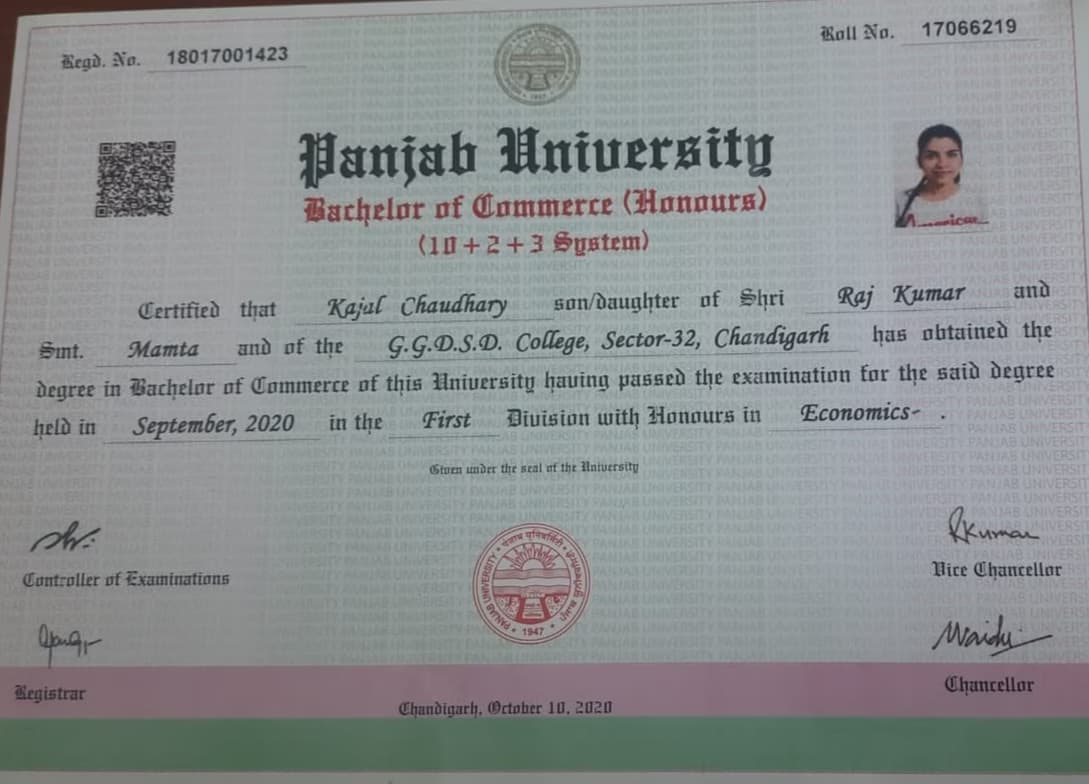 Regd. No. 18017001423
Roll No. 17066219
Panjab University
Bachelor of Commerce (Honours)
(10+2+3 System)
Certified that Kajal Chaudhary son/daughter of Shri Raj Kumar and
Smt. Mamta and of the G.G.D.S.D. College, Sector-32, Chandigarh has obtained the
degree in Bachelor of Commerce of this University having passed the examination for the said degree
held in September, 2020 in the First Division with Honours in Economics- .
Given under the seal of the University
Controller of Examinations
RKumar
Vice Chancellor
PANJAB UNIVERSITY
1947
Registrar
Chancellor
Chandigarh, October 10, 2020